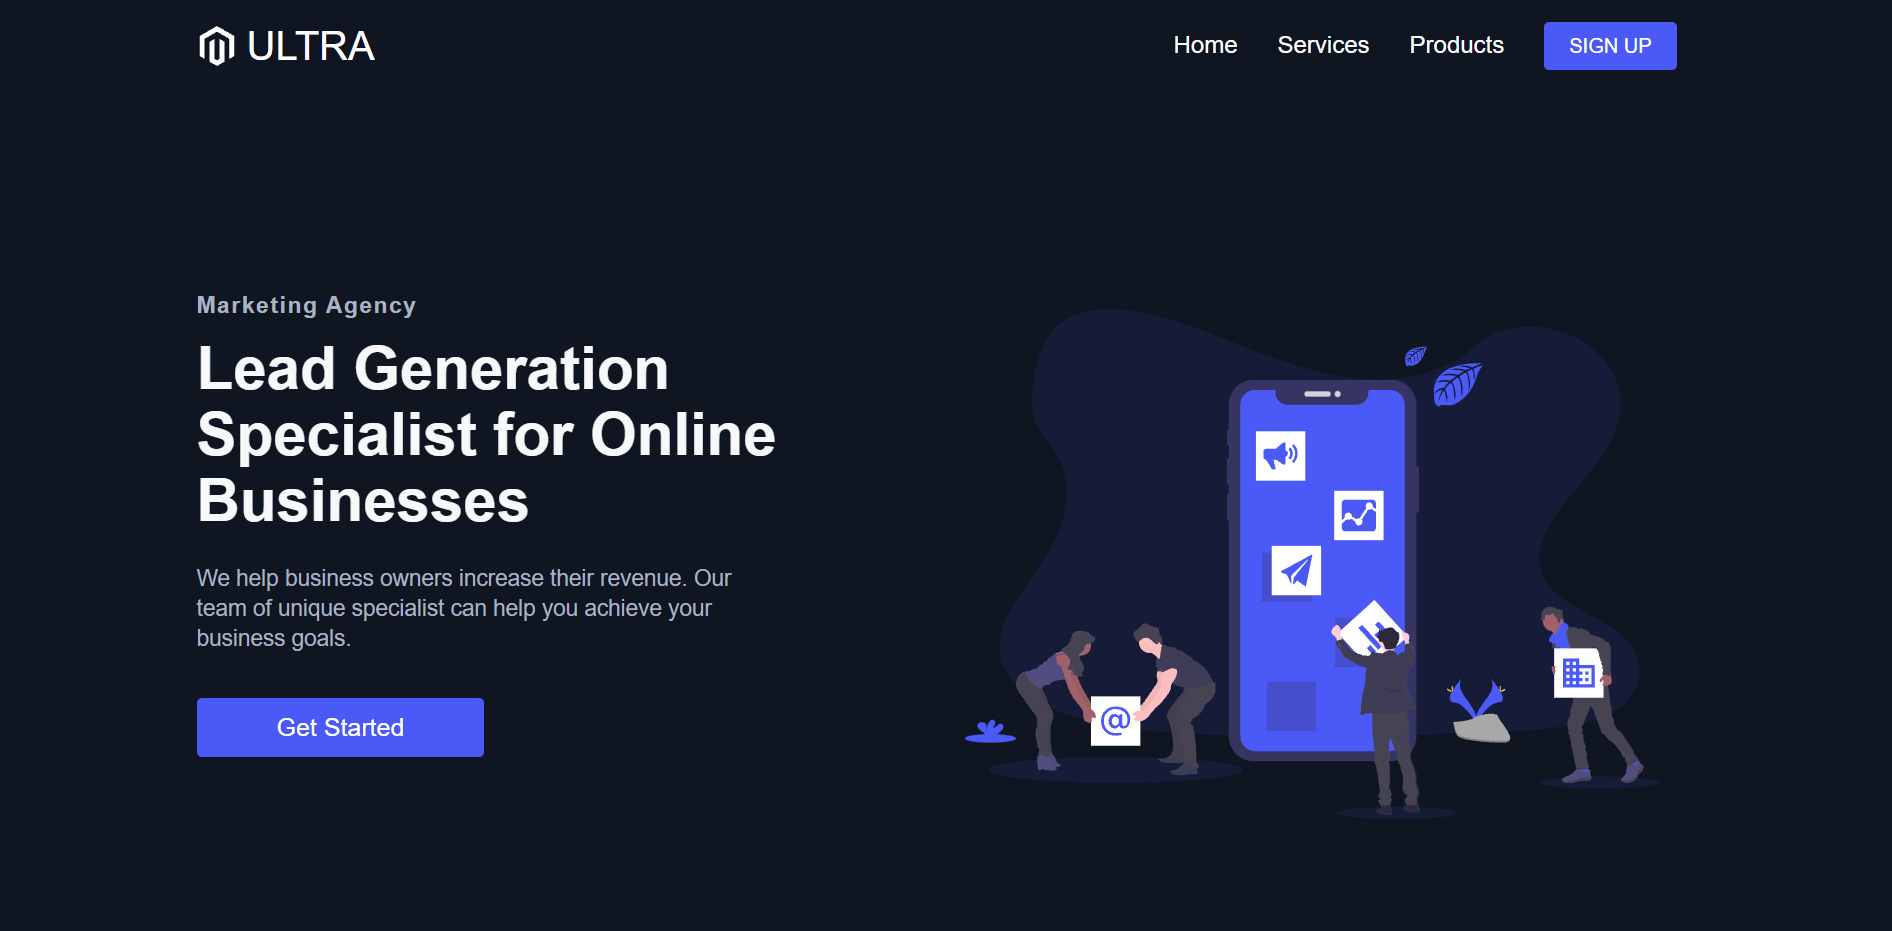 ULTRA
Home
Services
Products
SIGN UP
Marketing Agency
Lead Generation
Specialist for Online
Businesses
We help business owners increase their revenue. Our
team of unique specialist can help you achieve your
business goals.
Get Started
@